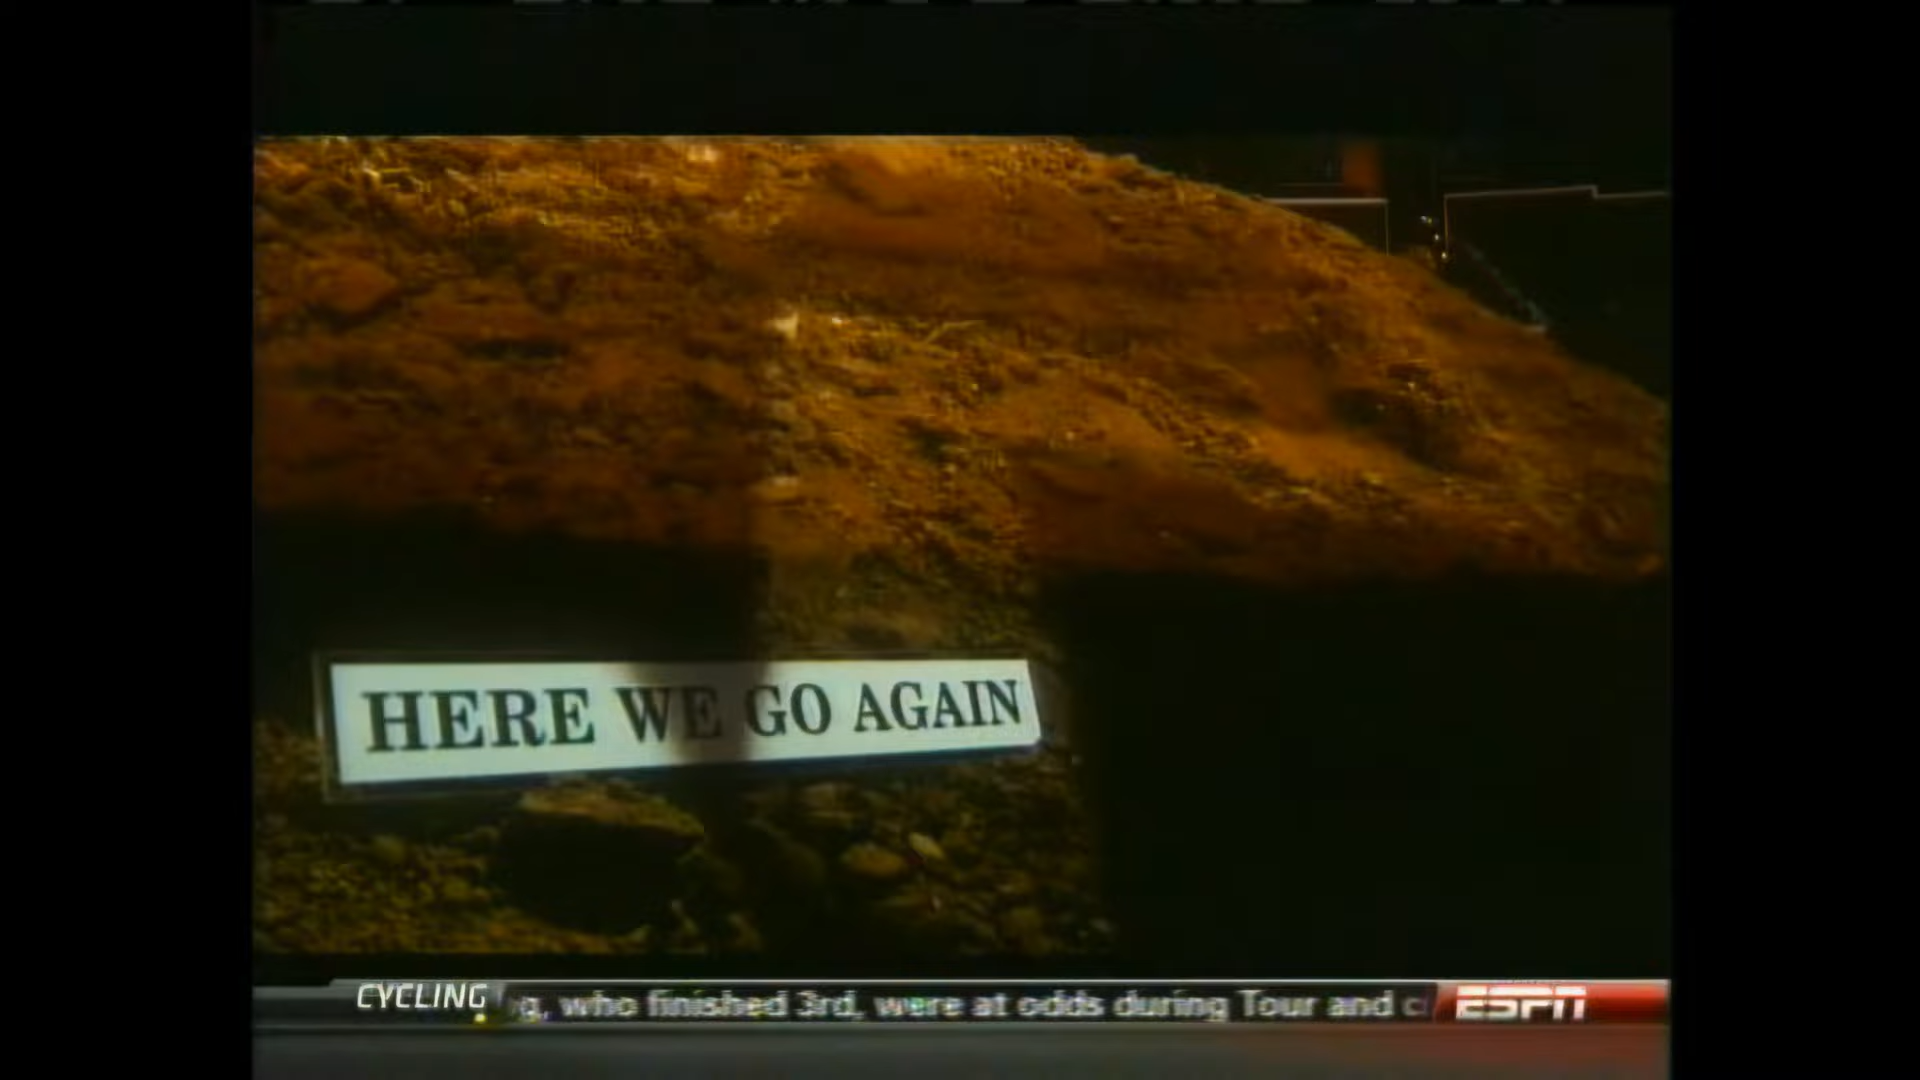 HERE WE GO AGAIN
CYCLING
who finished 3rd, were at odds during Tour and
ESPN